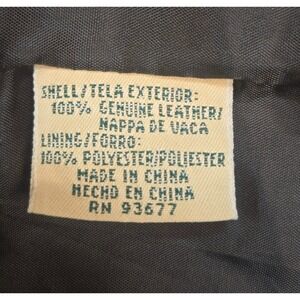 SHELL/TELA EXTERIOR:
100% GENUINE LEATHER/
NAPPA DE VACA
LINING/FORRO:
100% POLYESTER/POLIESTER
MADE IN CHINA
HECHO EN CHINA
RN 93677